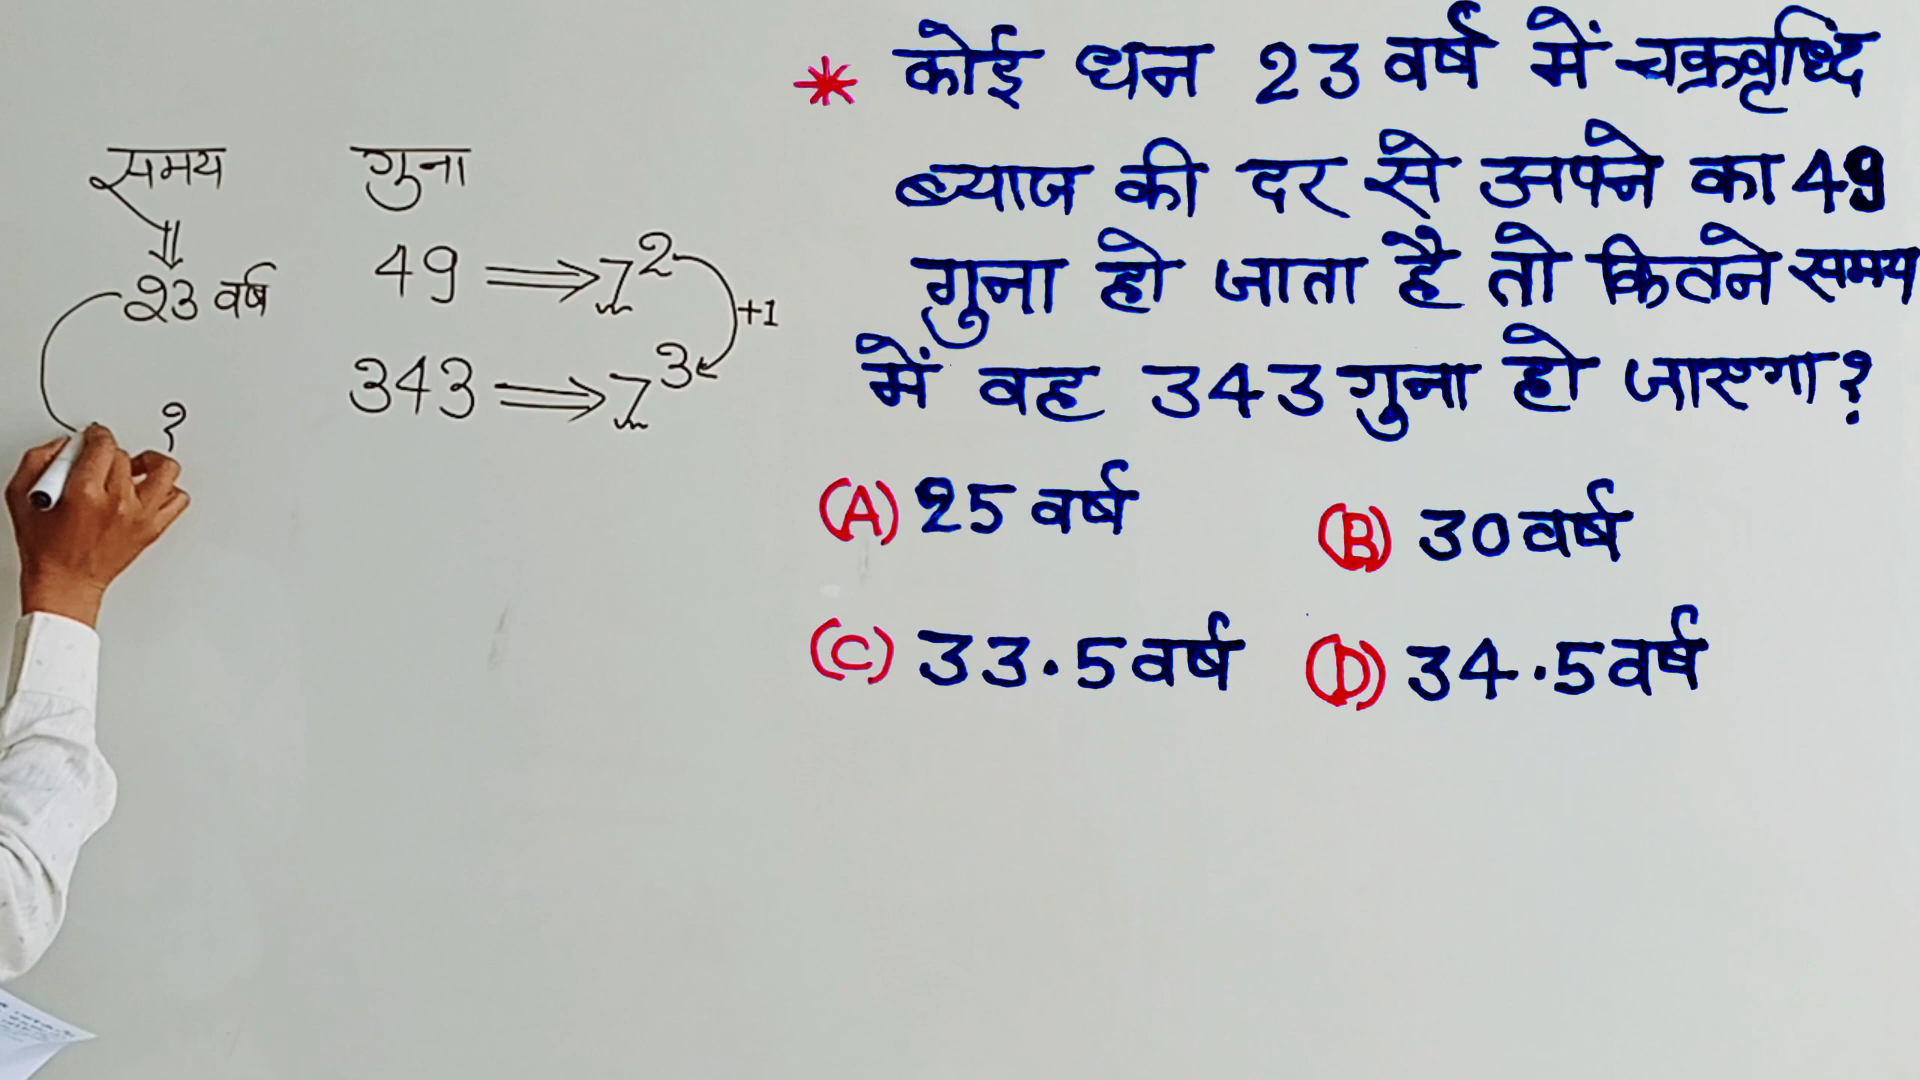 * कोई धन 23 वर्ष में चक्रवृध्दि
ब्याज की दर से अपने का 49
गुना हो जाता है तो कितने समय
में वह 343 गुना हो जाएगा?
(A) 25 वर्ष (B) 30 वर्ष
(C) 33.5 वर्ष (D) 34.5 वर्ष
समय गुना
⇓
23 वर्ष 49 ⟹ 7² +1
? 343 ⟹ 7³